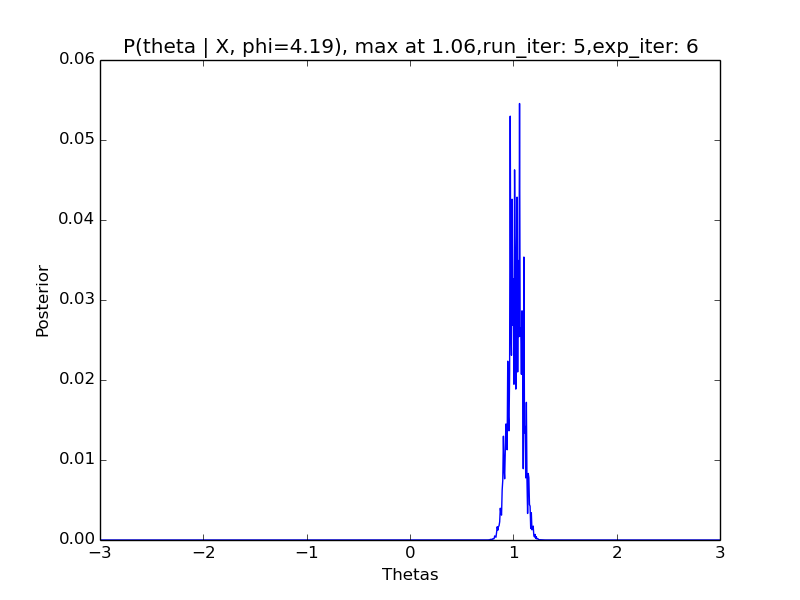 P(theta | X, phi=4.19), max at 1.06,run_iter: 5,exp_iter: 6
0.06
0.05
0.04
0.03
0.02
0.01
0.00
Posterior
−3 −2 −1 0 1 2 3
Thetas